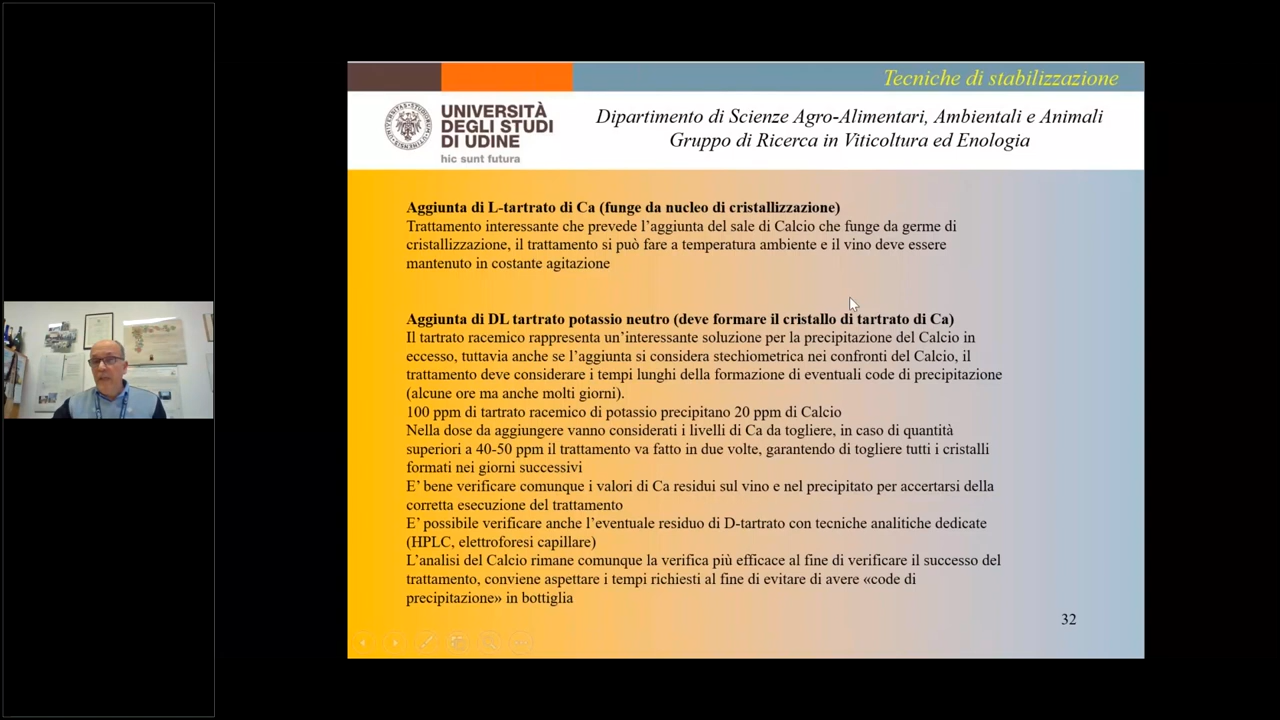 Tecniche di stabilizzazione
UNIVERSITÀ
DEGLI STUDI
DI UDINE
hic sunt futura
Dipartimento di Scienze Agro-Alimentari, Ambientali e Animali
Gruppo di Ricerca in Viticoltura ed Enologia
Aggiunta di L-tartrato di Ca (funge da nucleo di cristallizzazione)
Trattamento interessante che prevede l’aggiunta del sale di Calcio che funge da germe di
cristallizzazione, il trattamento si può fare a temperatura ambiente e il vino deve essere
mantenuto in costante agitazione
Aggiunta di DL tartrato potassio neutro (deve formare il cristallo di tartrato di Ca)
Il tartrato racemico rappresenta un’interessante soluzione per la precipitazione del Calcio in
eccesso, tuttavia anche se l’aggiunta si considera stechiometrica nei confronti del Calcio, il
trattamento deve considerare i tempi lunghi della formazione di eventuali code di precipitazione
(alcune ore ma anche molti giorni).
100 ppm di tartrato racemico di potassio precipitano 20 ppm di Calcio
Nella dose da aggiungere vanno considerati i livelli di Ca da togliere, in caso di quantità
superiori a 40-50 ppm il trattamento va fatto in due volte, garantendo di togliere tutti i cristalli
formati nei giorni successivi
E’ bene verificare comunque i valori di Ca residui sul vino e nel precipitato per accertarsi della
corretta esecuzione del trattamento
E’ possibile verificare anche l’eventuale residuo di D-tartrato con tecniche analitiche dedicate
(HPLC, elettroforesi capillare)
L’analisi del Calcio rimane comunque la verifica più efficace al fine di verificare il successo del
trattamento, conviene aspettare i tempi richiesti al fine di evitare di avere «code di
precipitazione» in bottiglia
32